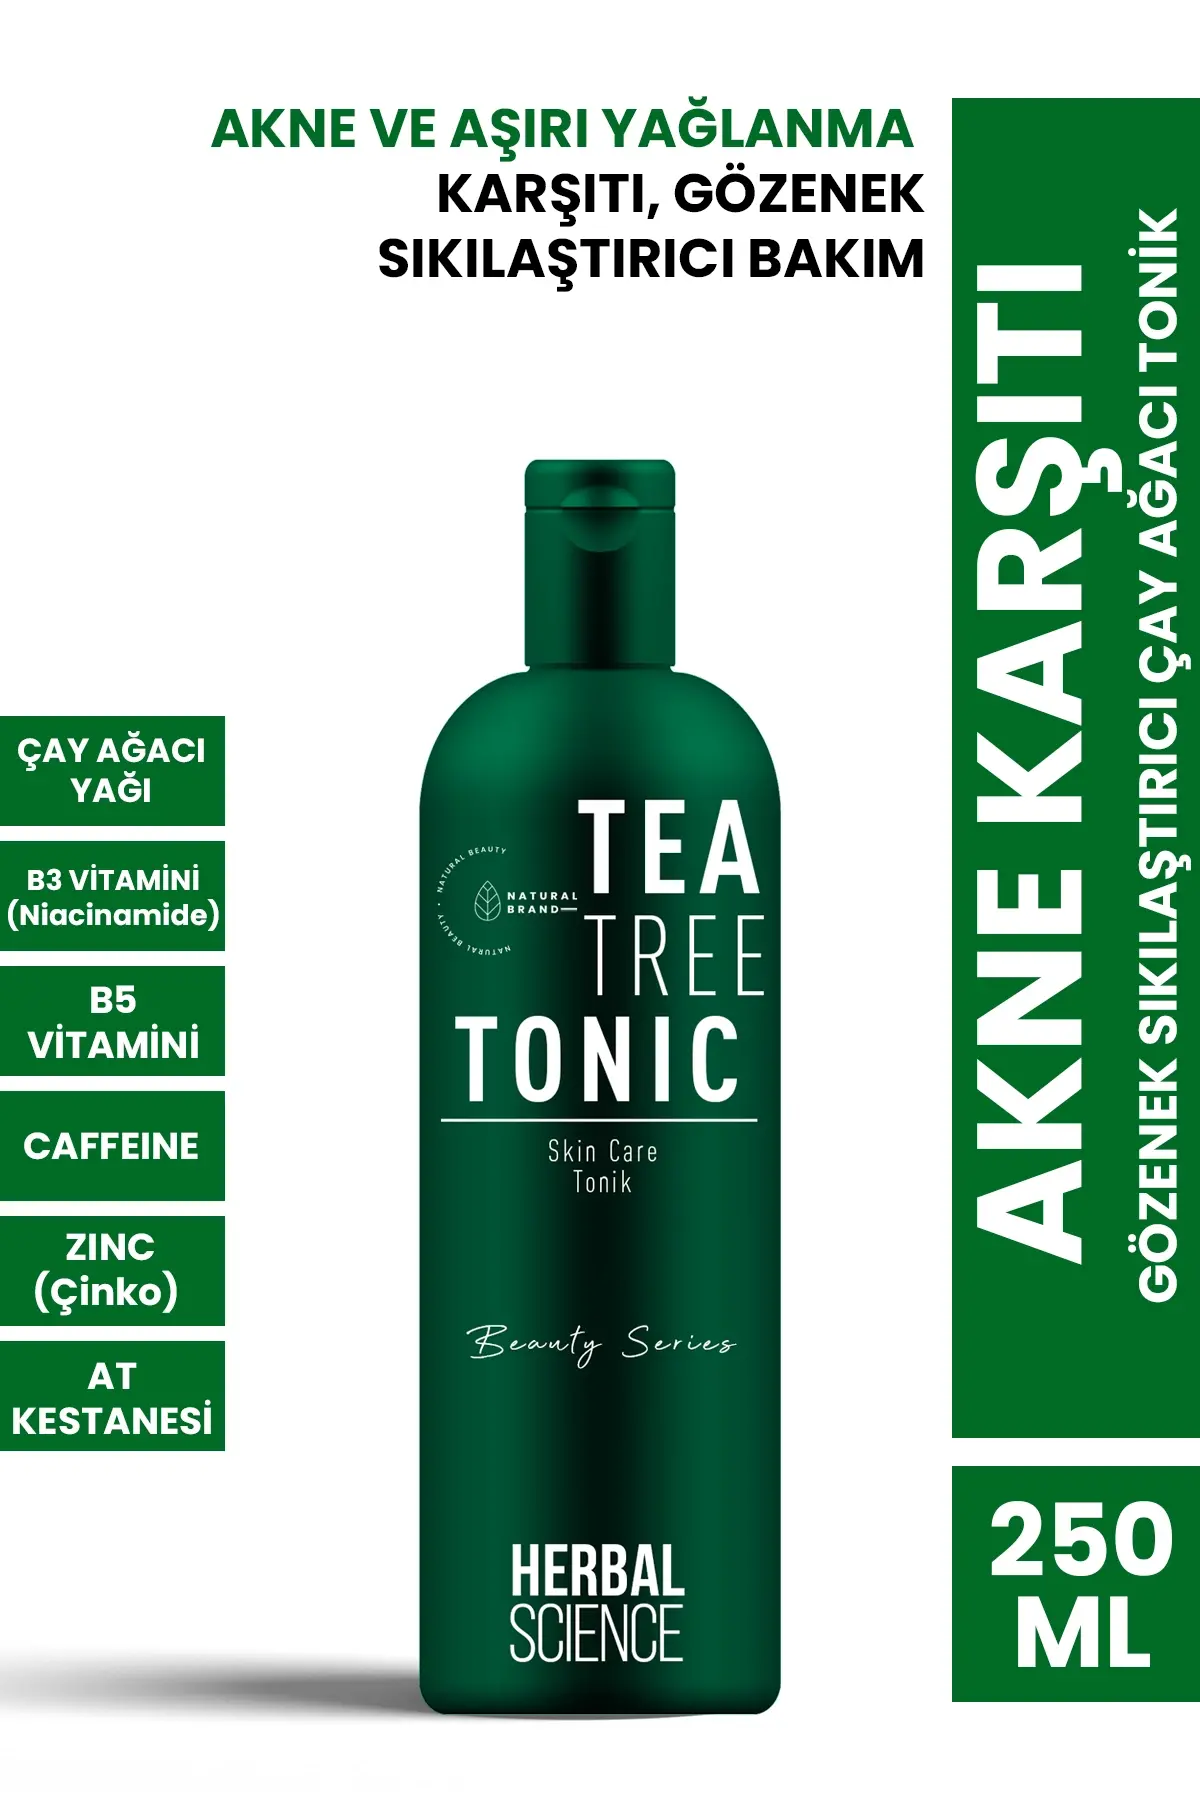 AKNE VE AŞIRI YAĞLANMA
KARŞITI, GÖZENEK
SIKILAŞTIRICI BAKIM
AKNE KARŞITI
GÖZENEK SIKILAŞTIRICI ÇAY AĞACI TONİK
ÇAY AĞACI
YAĞI
B3 VİTAMİNİ
(Niacinamide)
B5
VİTAMİNİ
CAFFEINE
ZINC
(Çinko)
AT
KESTANESİ
NATURAL BEAUTY • NATURAL BEAUTY • NATURAL
NATURAL
BRAND
TEA
TREE
TONIC
Skin Care
Tonik
Beauty Series
HERBAL
SCIENCE
250
ML